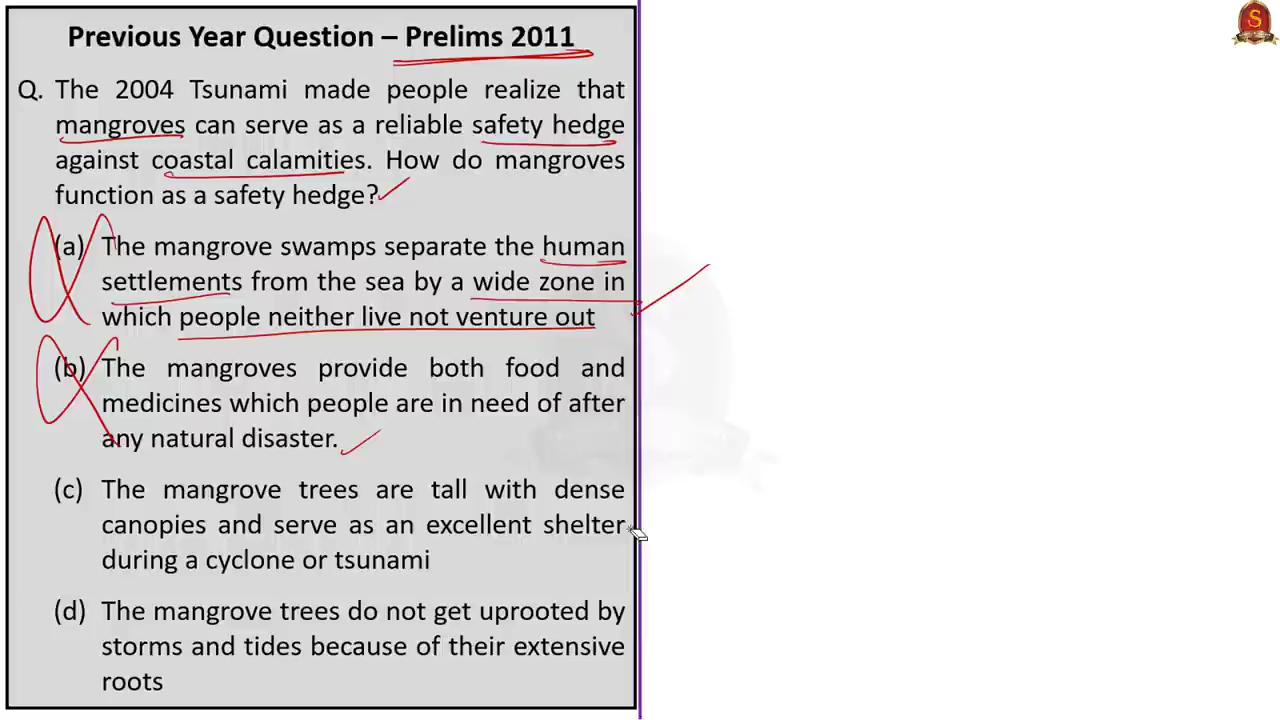 Previous Year Question – Prelims 2011
Q. The 2004 Tsunami made people realize that
mangroves can serve as a reliable safety hedge
against coastal calamities. How do mangroves
function as a safety hedge?
(a) The mangrove swamps separate the human
settlements from the sea by a wide zone in
which people neither live not venture out
(b) The mangroves provide both food and
medicines which people are in need of after
any natural disaster.
(c) The mangrove trees are tall with dense
canopies and serve as an excellent shelter
during a cyclone or tsunami
(d) The mangrove trees do not get uprooted by
storms and tides because of their extensive
roots
S